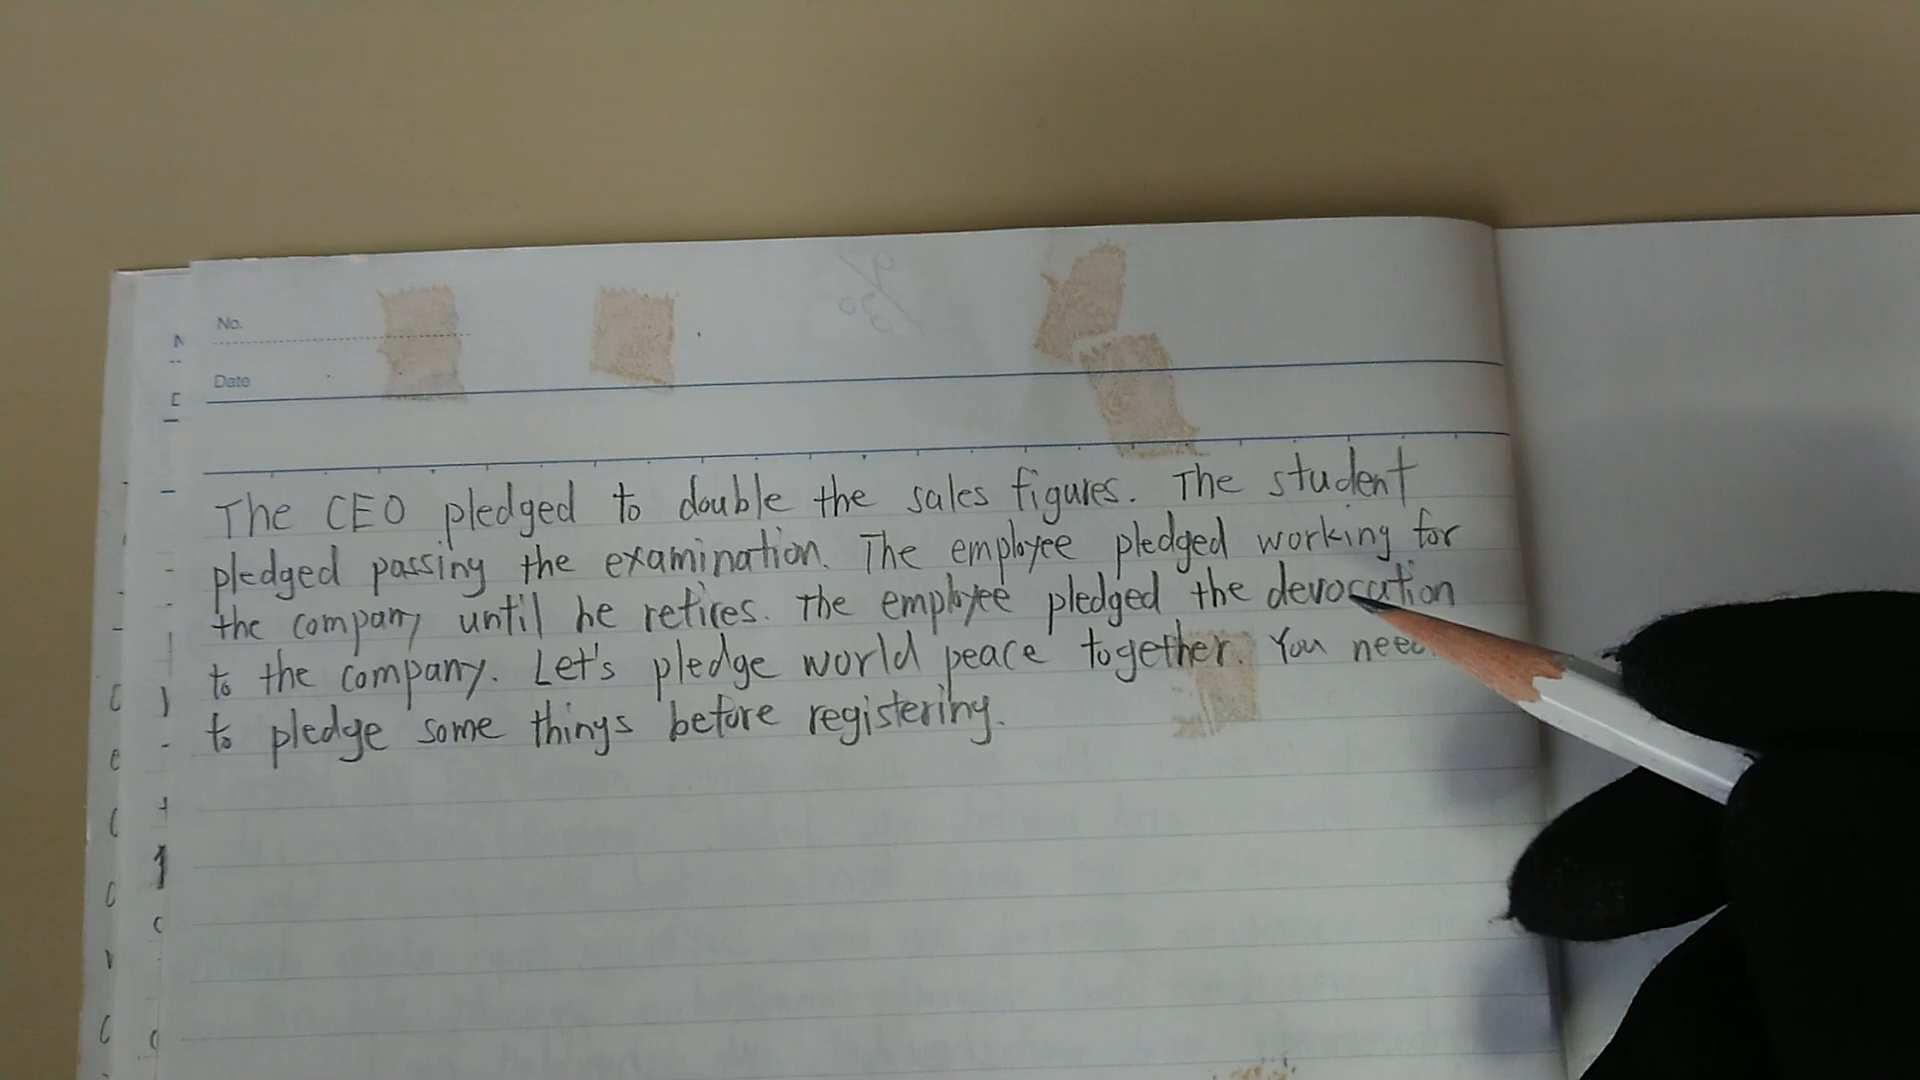 No.
Date
The CEO pledged to double the sales figures. The student
pledged passing the examination. The employee pledged working for
the company until he retires. The employee pledged the devocation
to the company. Let's pledge world peace together. You need
to pledge some things before registering.